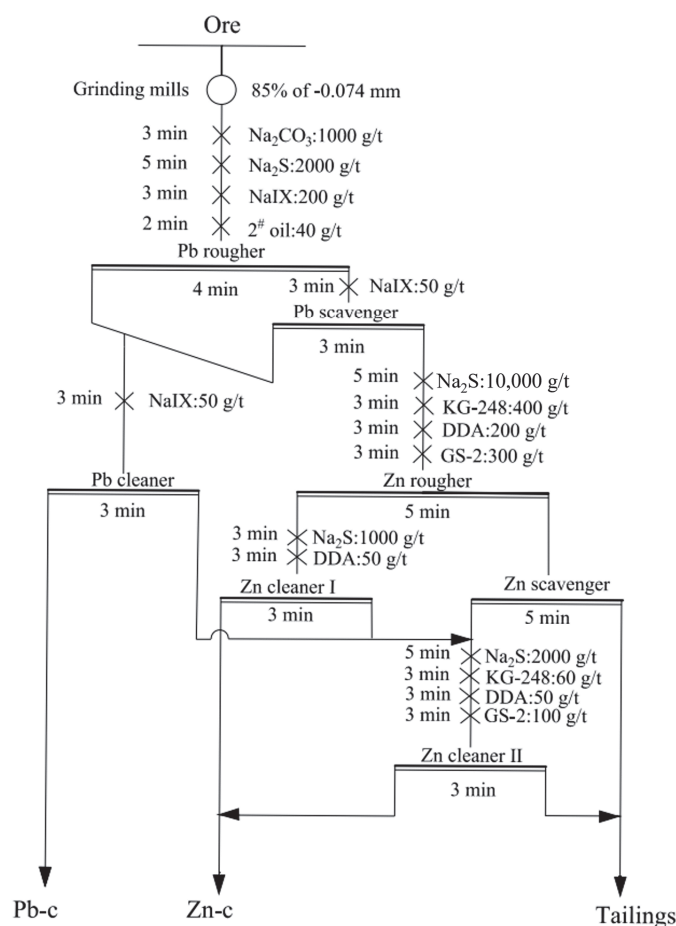 Ore
Grinding mills 85% of -0.074 mm
3 min Na₂CO₃:1000 g/t
5 min Na₂S:2000 g/t
3 min NaIX:200 g/t
2 min 2# oil:40 g/t
Pb rougher
4 min
3 min NaIX:50 g/t
Pb scavenger
3 min
3 min NaIX:50 g/t
5 min Na₂S:10,000 g/t
3 min KG-248:400 g/t
3 min DDA:200 g/t
3 min GS-2:300 g/t
Pb cleaner
3 min
Zn rougher
5 min
3 min Na₂S:1000 g/t
3 min DDA:50 g/t
Zn cleaner I
3 min
Zn scavenger
5 min
5 min Na₂S:2000 g/t
3 min KG-248:60 g/t
3 min DDA:50 g/t
3 min GS-2:100 g/t
Zn cleaner II
3 min
Pb-c
Zn-c
Tailings